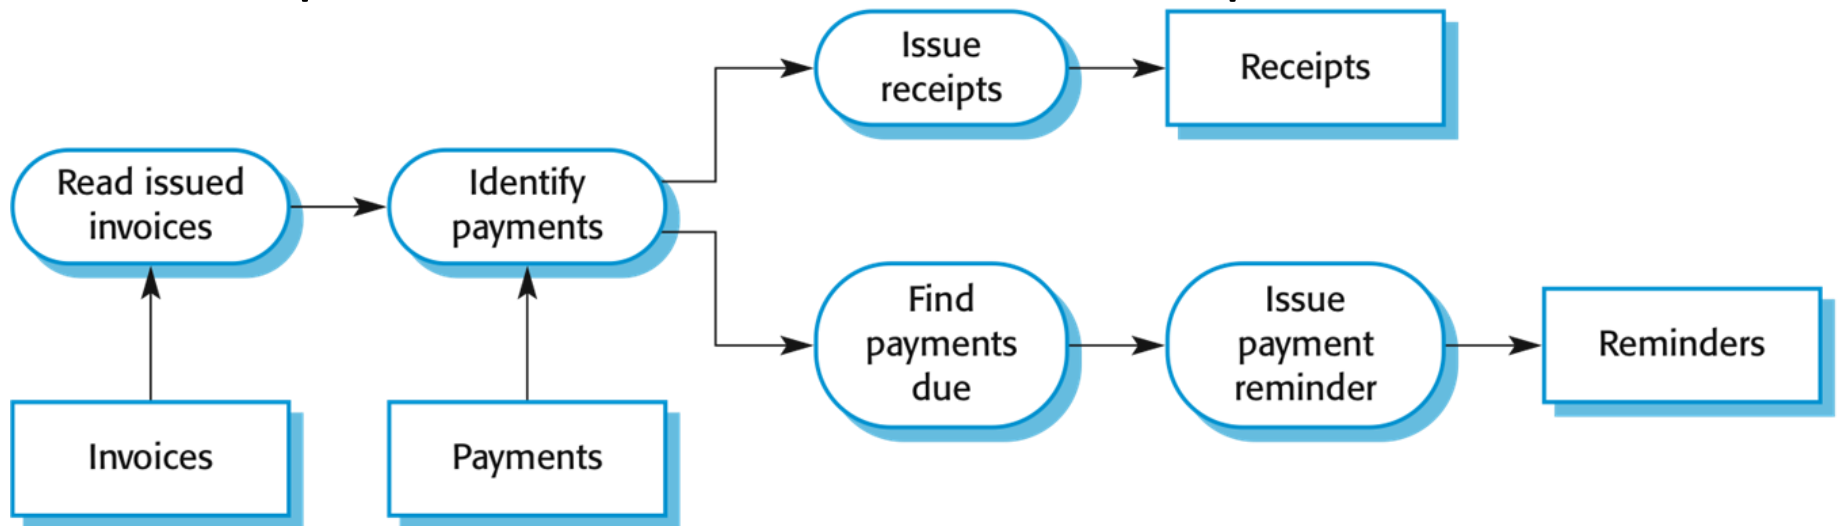 Issue
receipts
Receipts
Read issued
invoices
Identify
payments
Find
payments
due
Issue
payment
reminder
Reminders
Invoices
Payments